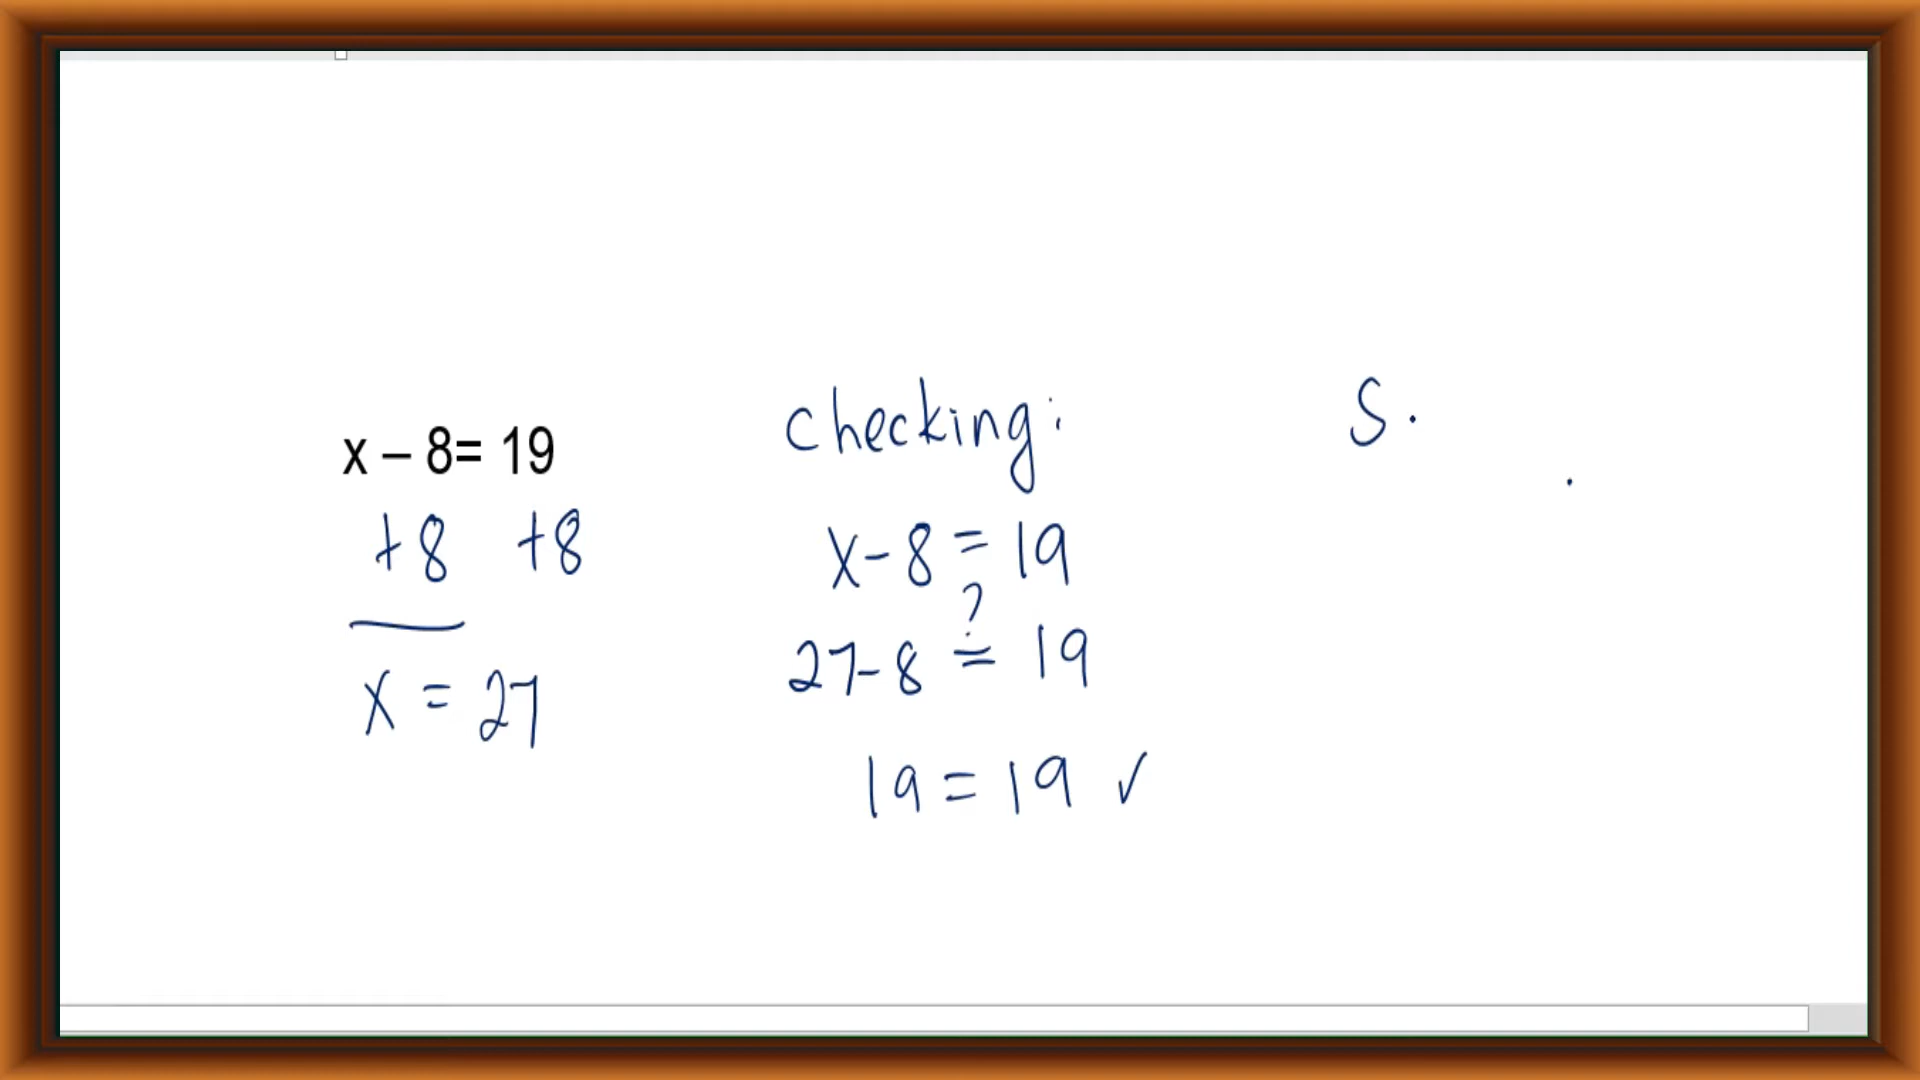 x – 8= 19
+8 +8
x = 27
checking:
x - 8 = 19
?
27 - 8 = 19
19 = 19 ✓
S.